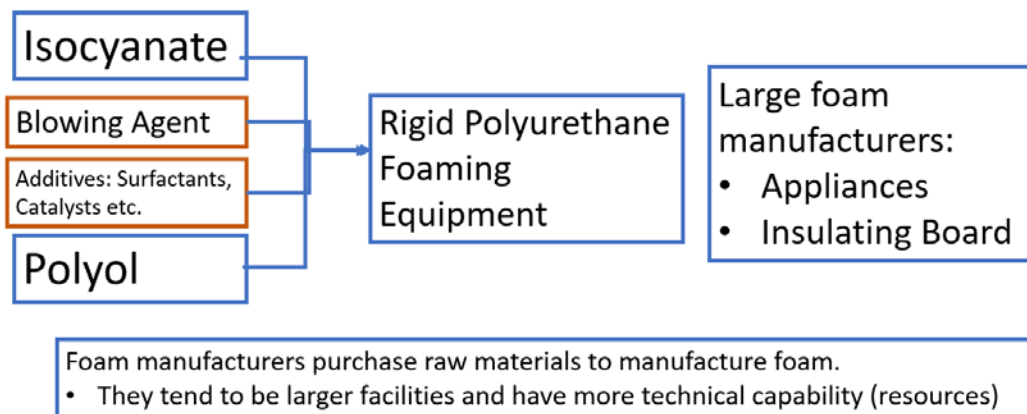 Isocyanate
Blowing Agent
Additives: Surfactants,
Catalysts etc.
Polyol
Rigid Polyurethane
Foaming
Equipment
Large foam
manufacturers:
• Appliances
• Insulating Board
Foam manufacturers purchase raw materials to manufacture foam.
• They tend to be larger facilities and have more technical capability (resources)